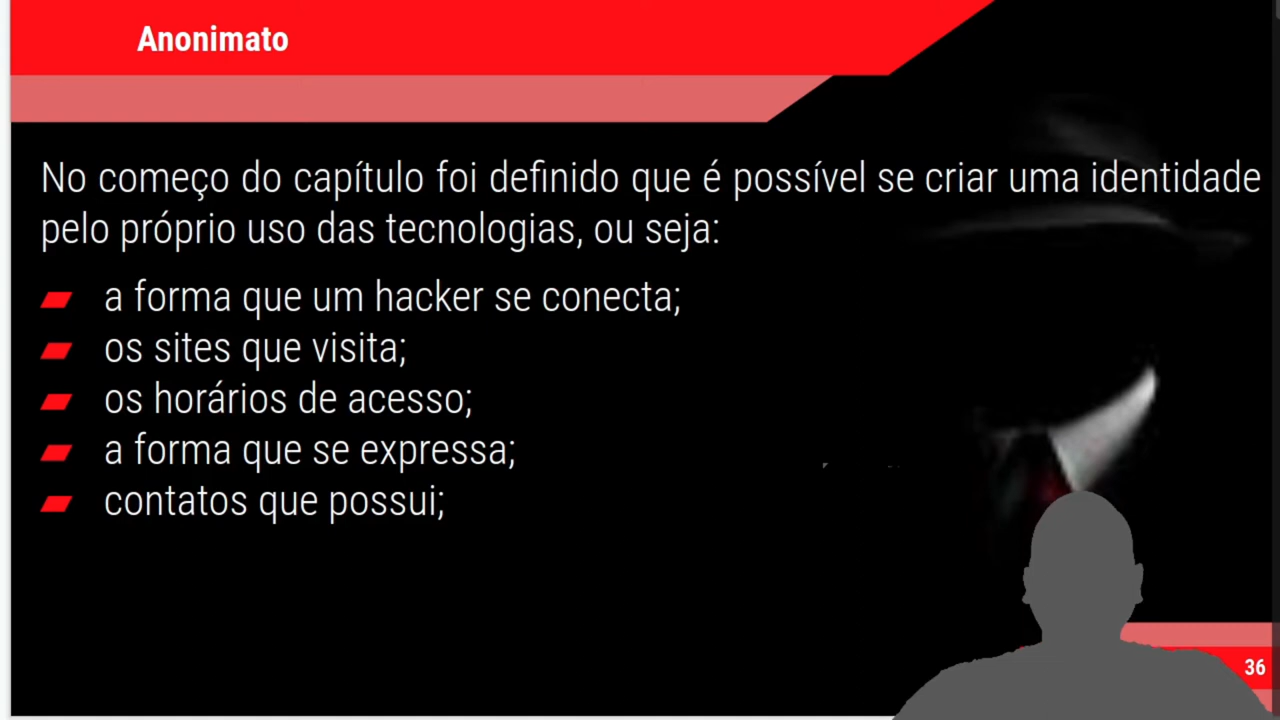 Anonimato
No começo do capítulo foi definido que é possível se criar uma identidade
pelo próprio uso das tecnologias, ou seja:
a forma que um hacker se conecta;
os sites que visita;
os horários de acesso;
a forma que se expressa;
contatos que possui;
36